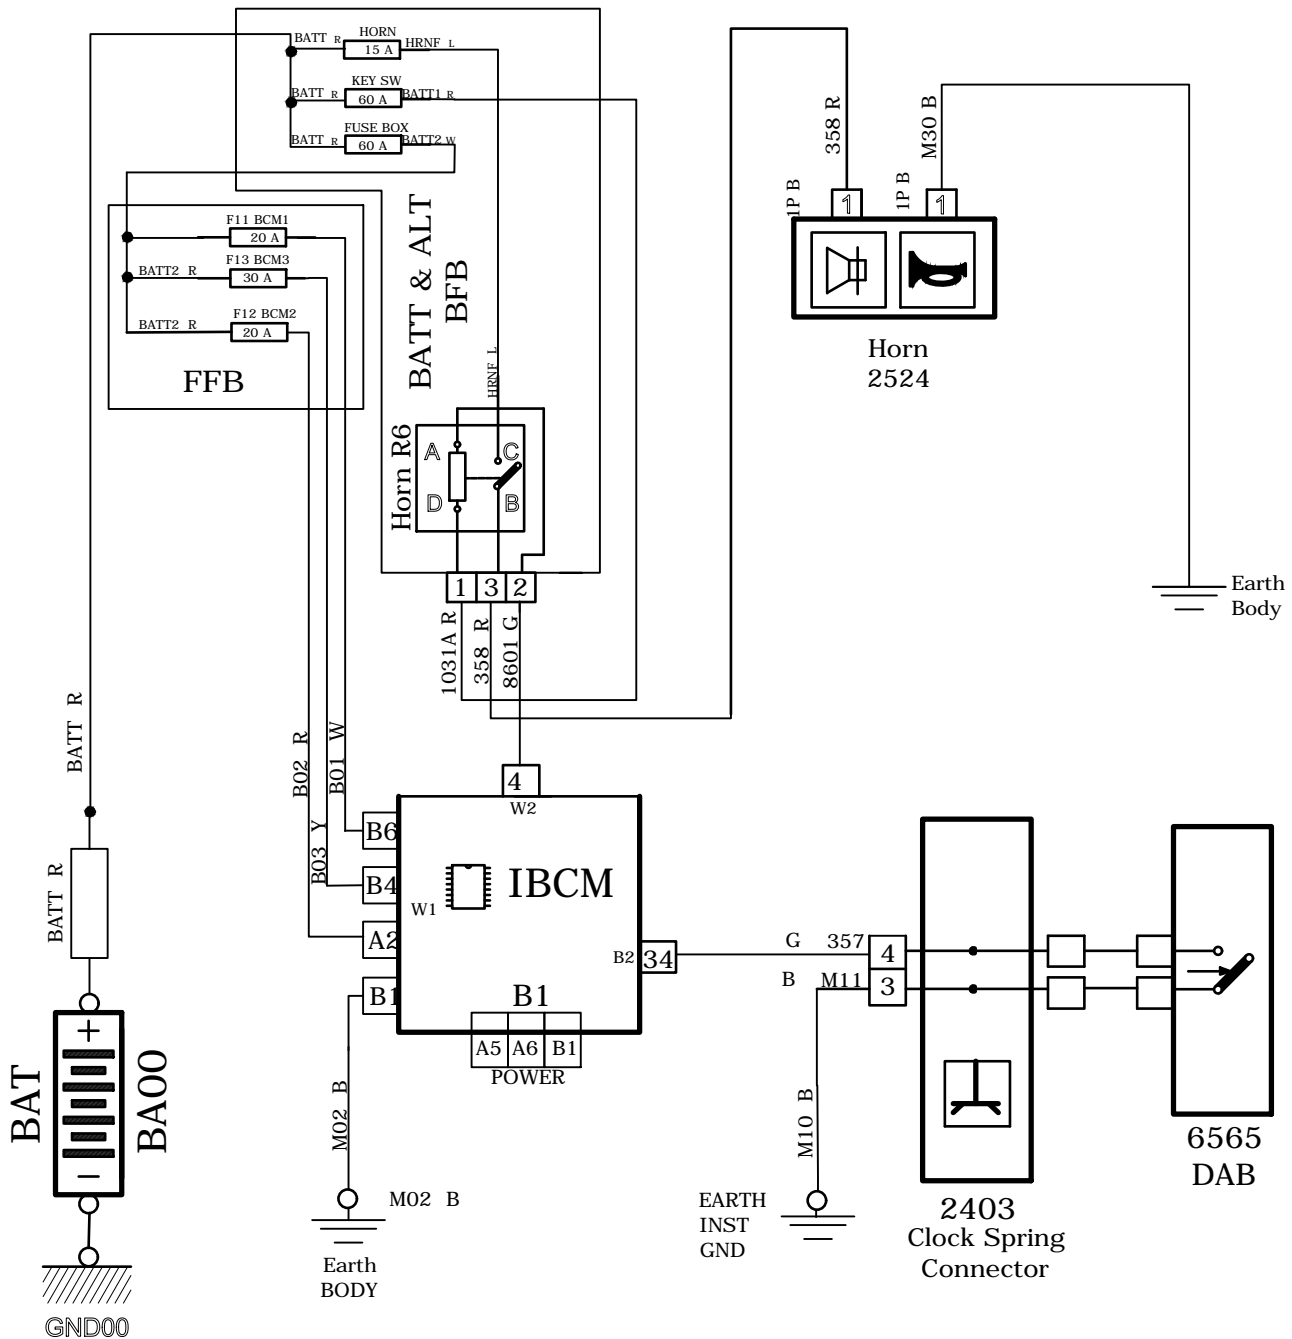 HORN
BATT R
15 A
HRNF L
KEY SW
BATT R
60 A
BATT1 R
FUSE BOX
BATT R
60 A
BATT2 W
F11 BCM1
20 A
F13 BCM3
BATT2 R
30 A
F12 BCM2
BATT2 R
20 A
FFB
BATT & ALT
BFB
HRNF L
Horn R6
A
C
D
B
1
3
2
1031A R
358 R
8601 G
358 R
M30 B
1P B
1
1P B
1
Horn
2524
Earth
Body
BATT R
BATT R
B02 R
B03 Y
B01 W
4
W2
B6
B4
W1
IBCM
A2
B1
B2
34
B1
A5
A6
B1
POWER
G
357
4
B
M11
3
BAT
+
–
BA00
GND00
M02 B
M02 B
Earth
BODY
M10 B
EARTH
INST
GND
2403
Clock Spring
Connector
6565
DAB